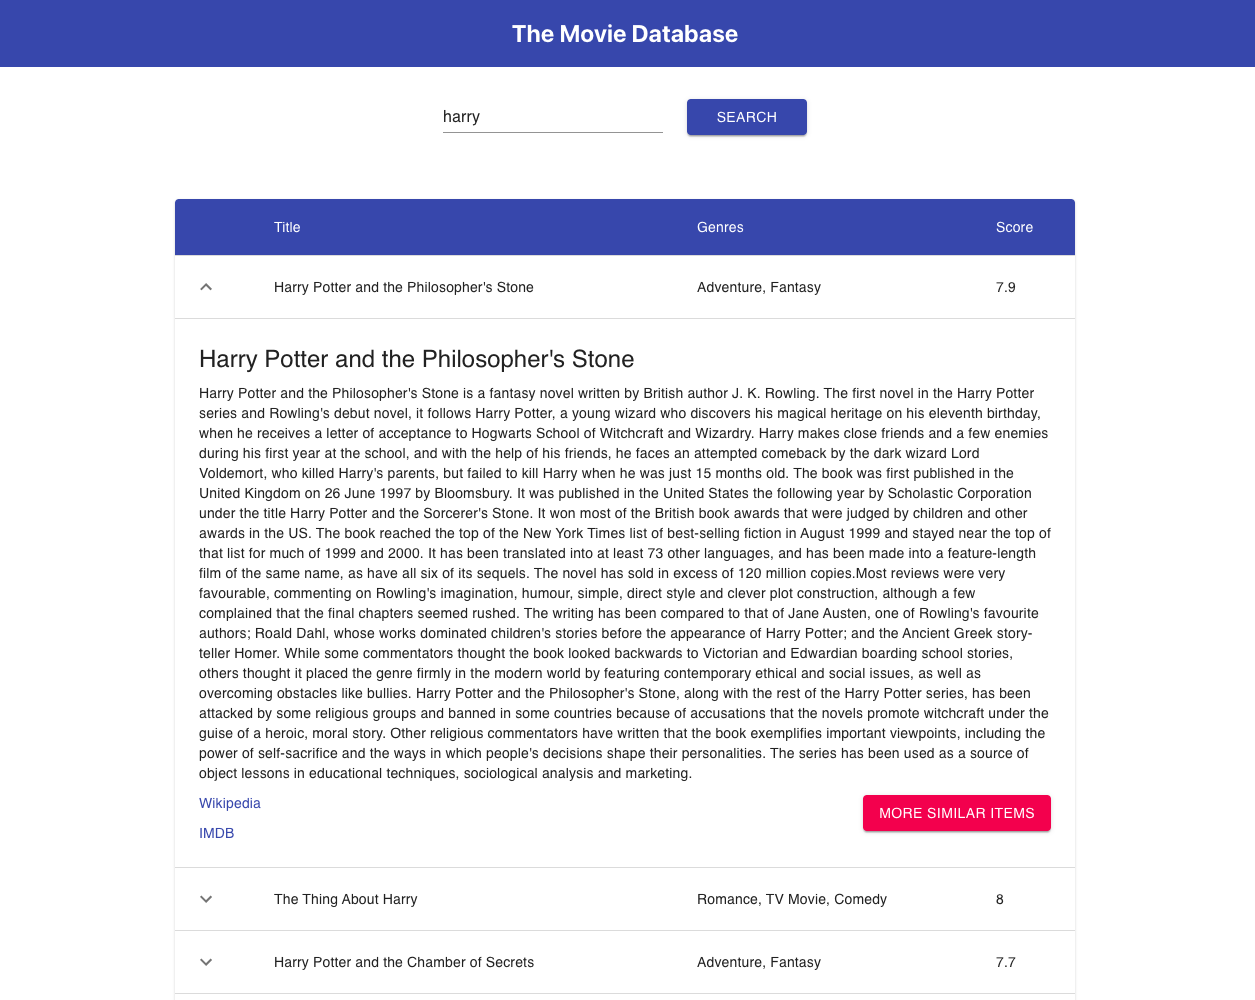 The Movie Database
harry
SEARCH
Title Genres Score
Harry Potter and the Philosopher's Stone Adventure, Fantasy 7.9
Harry Potter and the Philosopher's Stone
Harry Potter and the Philosopher's Stone is a fantasy novel written by British author J. K. Rowling. The first novel in the Harry Potter
series and Rowling's debut novel, it follows Harry Potter, a young wizard who discovers his magical heritage on his eleventh birthday,
when he receives a letter of acceptance to Hogwarts School of Witchcraft and Wizardry. Harry makes close friends and a few enemies
during his first year at the school, and with the help of his friends, he faces an attempted comeback by the dark wizard Lord
Voldemort, who killed Harry's parents, but failed to kill Harry when he was just 15 months old. The book was first published in the
United Kingdom on 26 June 1997 by Bloomsbury. It was published in the United States the following year by Scholastic Corporation
under the title Harry Potter and the Sorcerer's Stone. It won most of the British book awards that were judged by children and other
awards in the US. The book reached the top of the New York Times list of best-selling fiction in August 1999 and stayed near the top of
that list for much of 1999 and 2000. It has been translated into at least 73 other languages, and has been made into a feature-length
film of the same name, as have all six of its sequels. The novel has sold in excess of 120 million copies.Most reviews were very
favourable, commenting on Rowling's imagination, humour, simple, direct style and clever plot construction, although a few
complained that the final chapters seemed rushed. The writing has been compared to that of Jane Austen, one of Rowling's favourite
authors; Roald Dahl, whose works dominated children's stories before the appearance of Harry Potter; and the Ancient Greek story-
teller Homer. While some commentators thought the book looked backwards to Victorian and Edwardian boarding school stories,
others thought it placed the genre firmly in the modern world by featuring contemporary ethical and social issues, as well as
overcoming obstacles like bullies. Harry Potter and the Philosopher's Stone, along with the rest of the Harry Potter series, has been
attacked by some religious groups and banned in some countries because of accusations that the novels promote witchcraft under the
guise of a heroic, moral story. Other religious commentators have written that the book exemplifies important viewpoints, including the
power of self-sacrifice and the ways in which people's decisions shape their personalities. The series has been used as a source of
object lessons in educational techniques, sociological analysis and marketing.
Wikipedia
MORE SIMILAR ITEMS
IMDB
The Thing About Harry Romance, TV Movie, Comedy 8
Harry Potter and the Chamber of Secrets Adventure, Fantasy 7.7